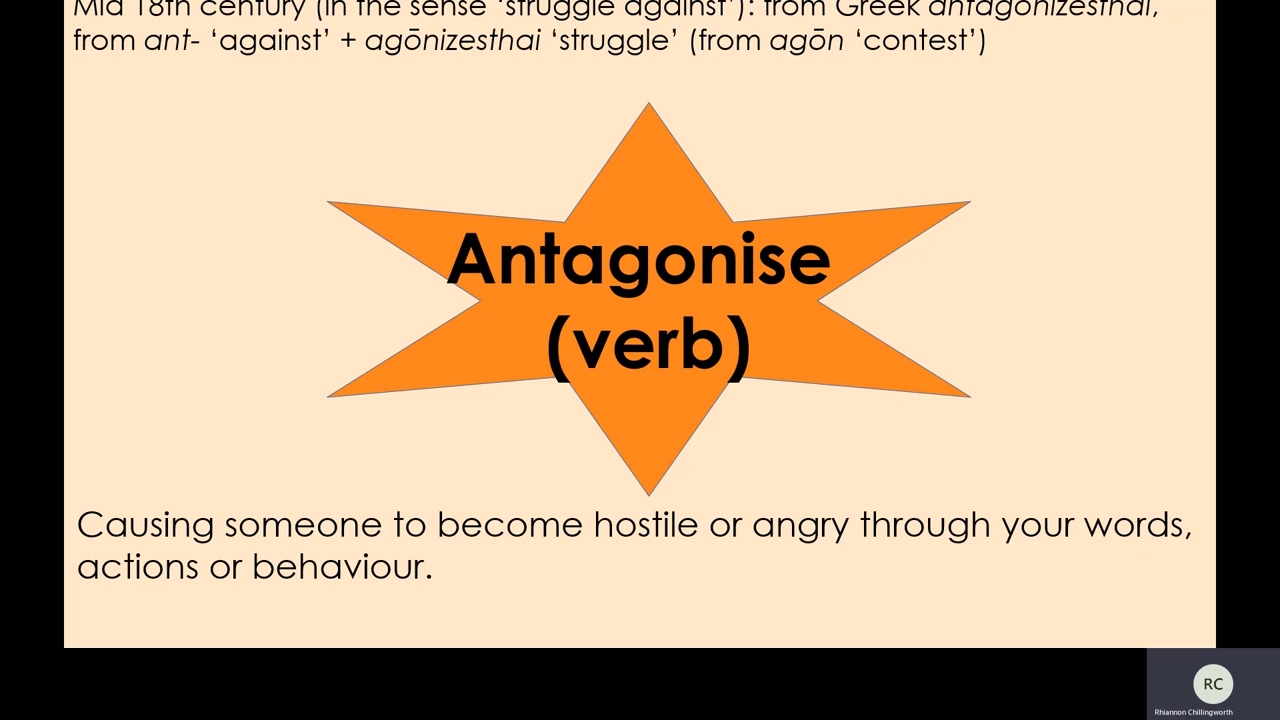 Mid 18th century (in the sense ‘struggle against’): from Greek antagonizesthai,
from ant- ‘against’ + agōnizesthai ‘struggle’ (from agōn ‘contest’)
Antagonise
(verb)
Causing someone to become hostile or angry through your words,
actions or behaviour.
RC
Rhiannon Chillingworth